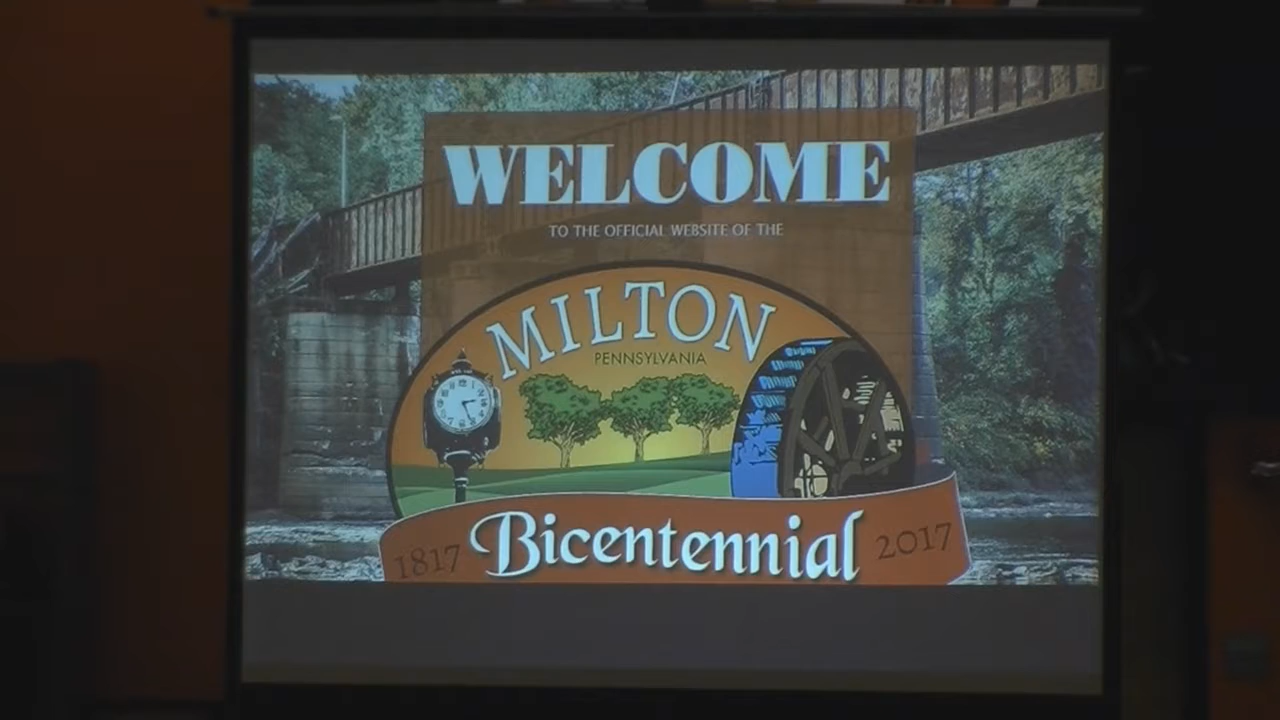 WELCOME
TO THE OFFICIAL WEBSITE OF THE
MILTON
PENNSYLVANIA
1817 Bicentennial 2017